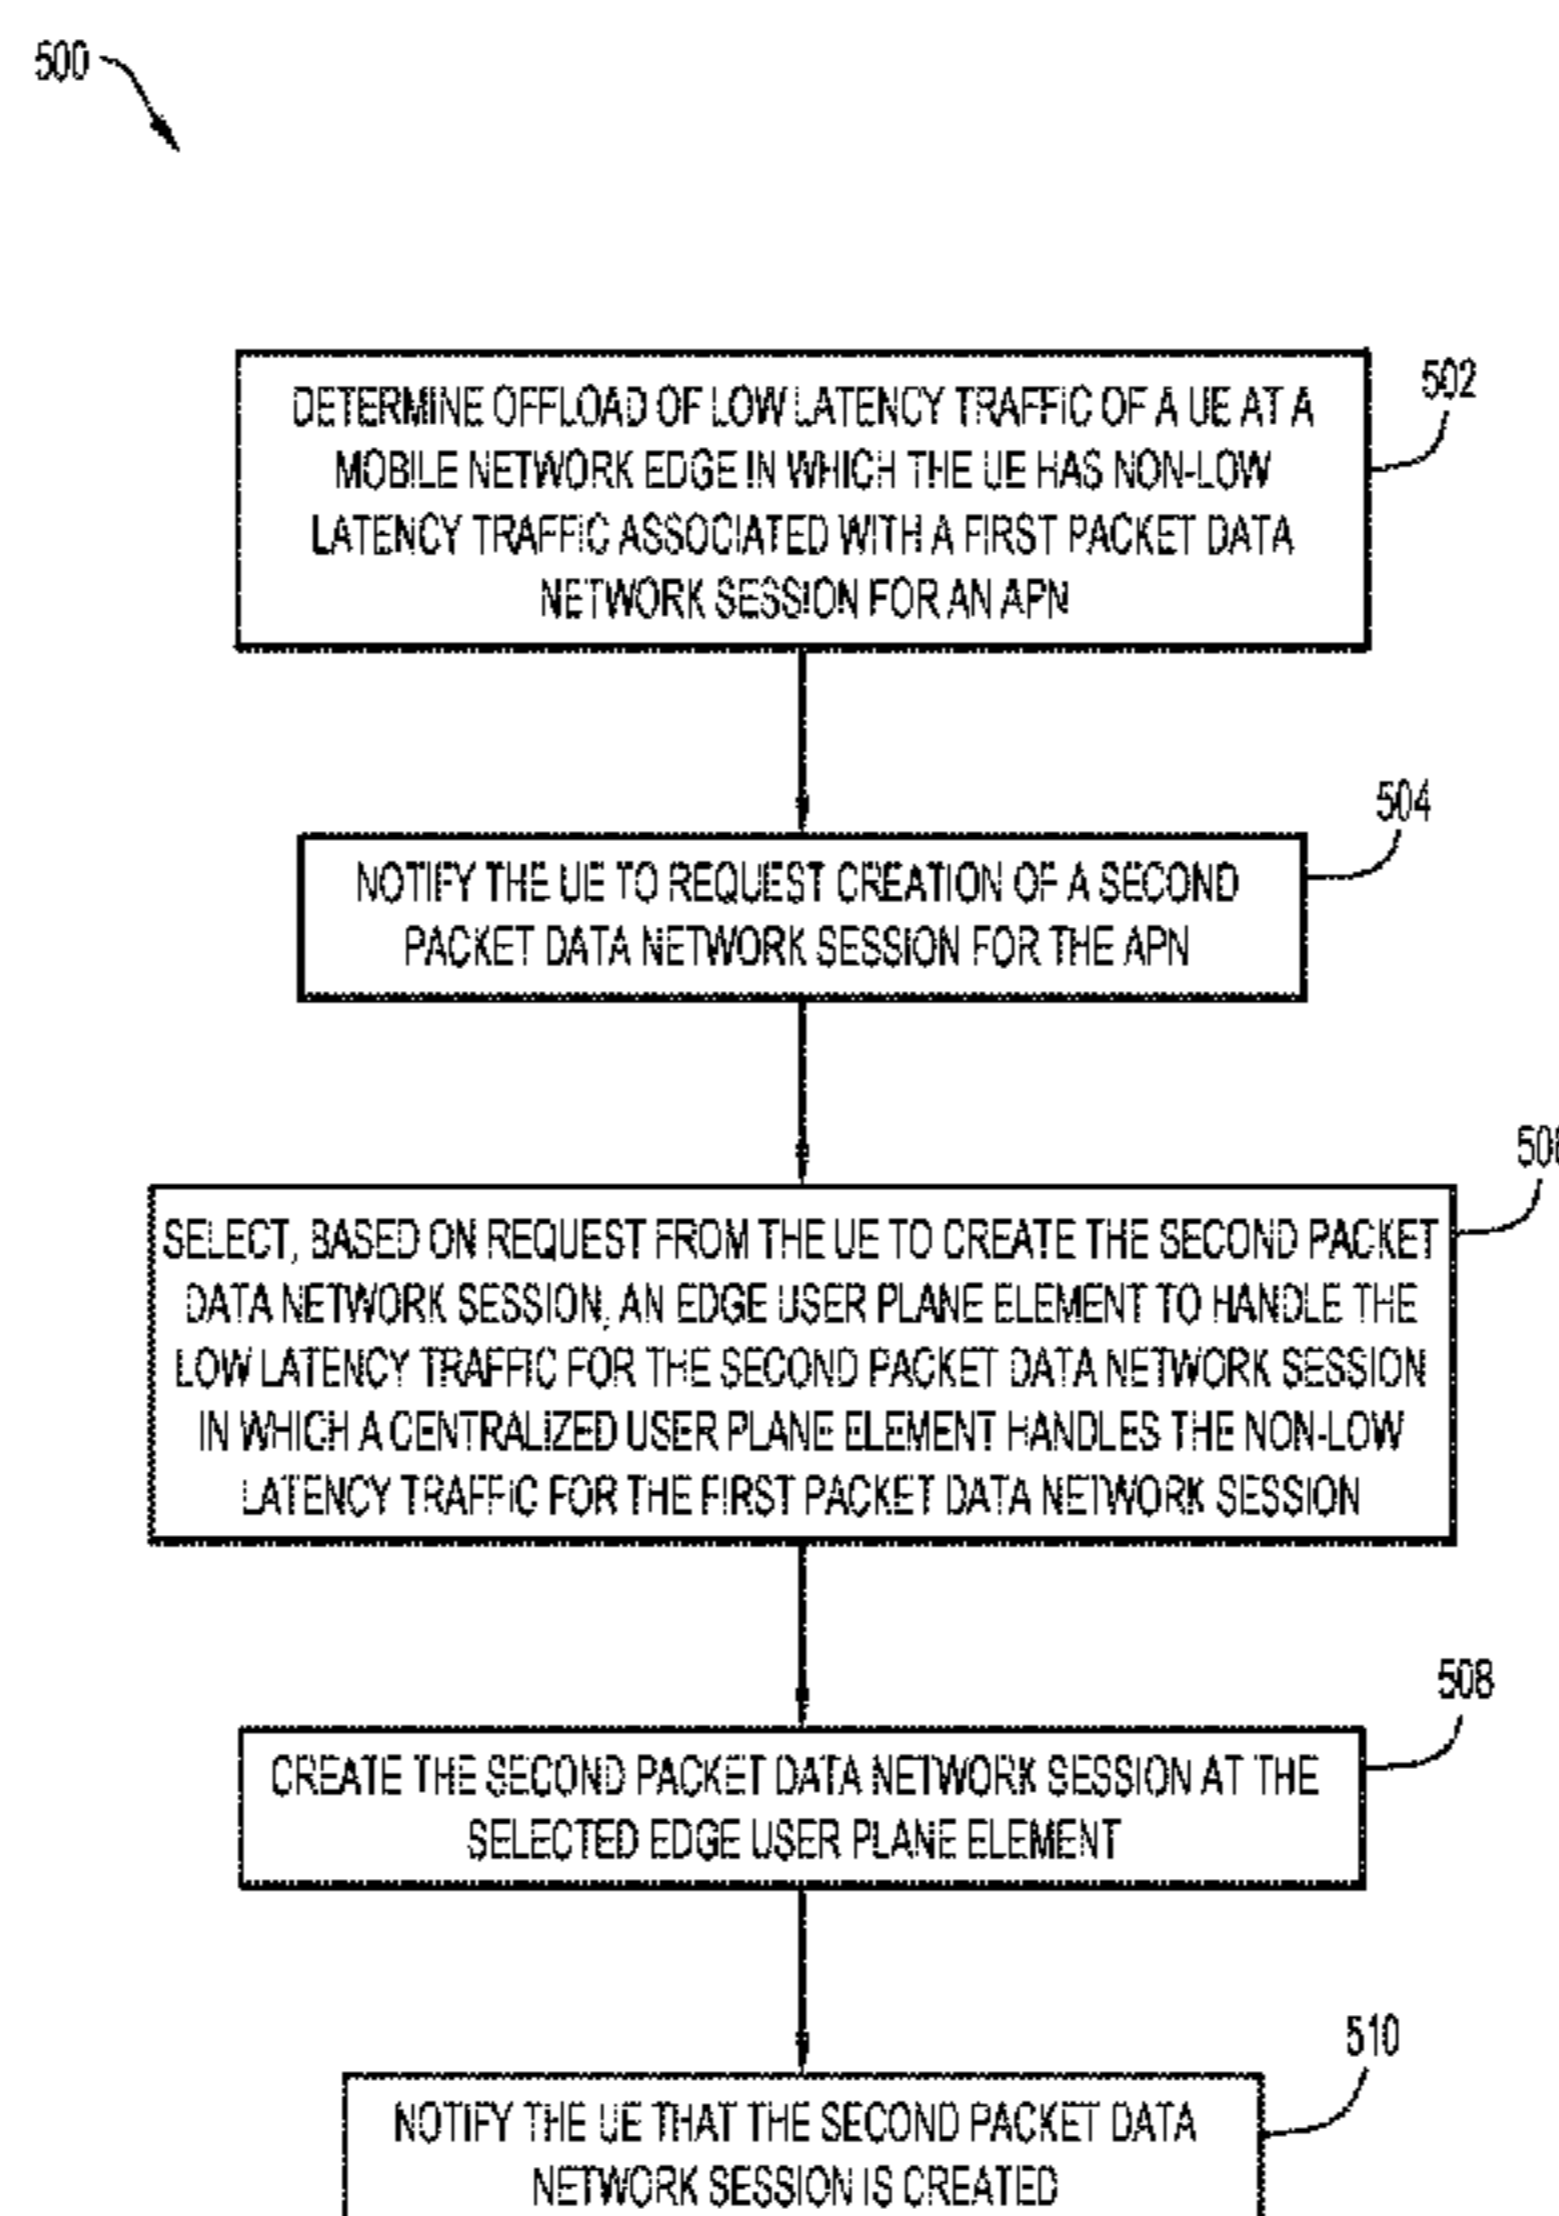 500
502
DETERMINE OFFLOAD OF LOW LATENCY TRAFFIC OF A UE AT A
MOBILE NETWORK EDGE IN WHICH THE UE HAS NON-LOW
LATENCY TRAFFIC ASSOCIATED WITH A FIRST PACKET DATA
NETWORK SESSION FOR AN APN
504
NOTIFY THE UE TO REQUEST CREATION OF A SECOND
PACKET DATA NETWORK SESSION FOR THE APN
SELECT, BASED ON REQUEST FROM THE UE TO CREATE THE SECOND PACKET
DATA NETWORK SESSION, AN EDGE USER PLANE ELEMENT TO HANDLE THE
LOW LATENCY TRAFFIC FOR THE SECOND PACKET DATA NETWORK SESSION
IN WHICH A CENTRALIZED USER PLANE ELEMENT HANDLES THE NON-LOW
LATENCY TRAFFIC FOR THE FIRST PACKET DATA NETWORK SESSION
508
CREATE THE SECOND PACKET DATA NETWORK SESSION AT THE
SELECTED EDGE USER PLANE ELEMENT
510
NOTIFY THE UE THAT THE SECOND PACKET DATA
NETWORK SESSION IS CREATED